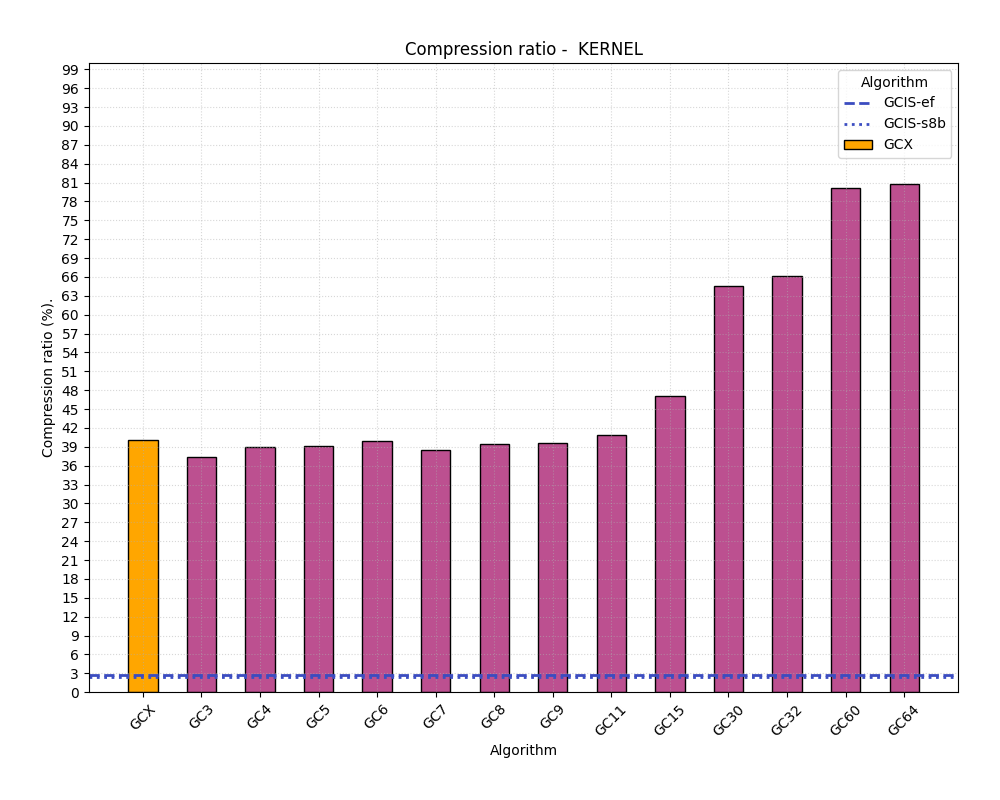 Compression ratio -  KERNEL
Compression ratio (%).
99
96
93
90
87
84
81
78
75
72
69
66
63
60
57
54
51
48
45
42
39
36
33
30
27
24
21
18
15
12
9
6
3
0
Algorithm
GCIS-ef
GCIS-s8b
GCX
GCX
GC3
GC4
GC5
GC6
GC7
GC8
GC9
GC11
GC15
GC30
GC32
GC60
GC64
Algorithm